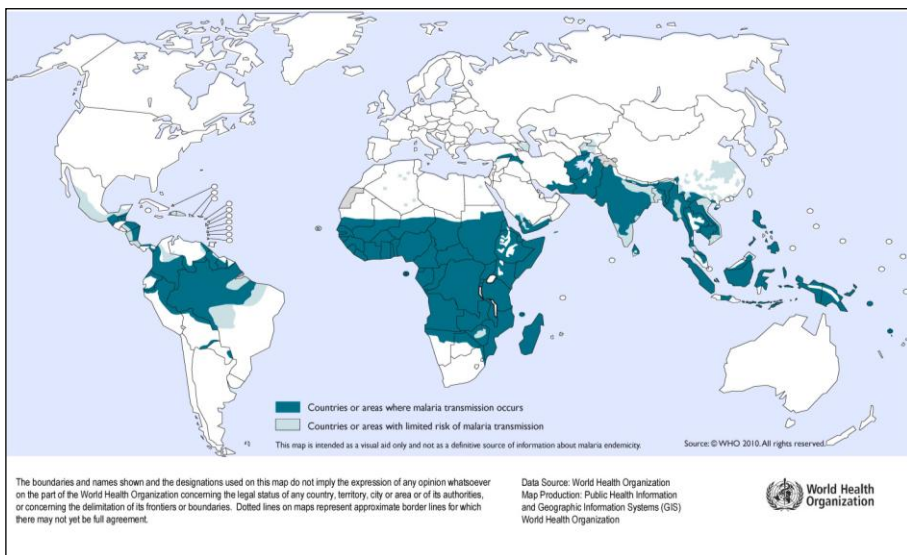 Countries or areas where malaria transmission occurs
Countries or areas with limited risk of malaria transmission
This map is intended as a visual aid only and not as a definitive source of information about malaria endemicity.
Source: © WHO 2010. All rights reserved.
The boundaries and names shown and the designations used on this map do not imply the expression of any opinion whatsoever
on the part of the World Health Organization concerning the legal status of any country, territory, city or area or of its authorities,
or concerning the delimitation of its frontiers or boundaries. Dotted lines on maps represent approximate border lines for which
there may not yet be full agreement.
Data Source: World Health Organization
Map Production: Public Health Information
and Geographic Information Systems (GIS)
World Health Organization
World Health
Organization